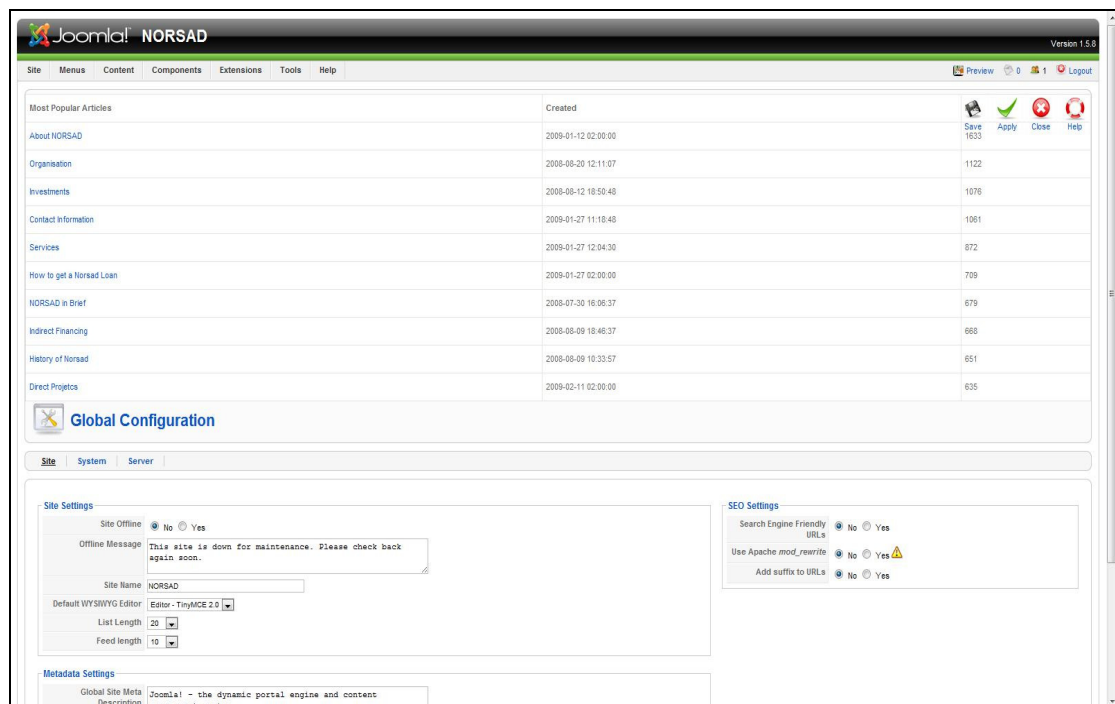 Joomla! NORSAD
Version 1.5.8
Site Menus Content Components Extensions Tools Help Preview 0 1 Logout
Most Popular Articles Created
Save Apply Close Help
About NORSAD 2009-01-12 02:00:00 1633
Organisation 2008-08-20 12:11:07 1122
Investments 2008-08-12 18:50:48 1076
Contact Information 2009-01-27 11:18:48 1061
Services 2009-01-27 12:04:30 872
How to get a Norsad Loan 2009-01-27 02:00:00 709
NORSAD in Brief 2008-07-30 16:06:37 679
Indirect Financing 2008-08-09 18:46:37 668
History of Norsad 2008-08-09 10:33:57 651
Direct Projetcs 2009-02-11 02:00:00 635
Global Configuration
Site System Server
Site Settings
Site Offline No Yes
Offline Message This site is down for maintenance. Please check back
again soon.
Site Name NORSAD
Default WYSIWYG Editor Editor - TinyMCE 2.0
List Length 20
Feed length 10
SEO Settings
Search Engine Friendly
URLs No Yes
Use Apache mod_rewrite No Yes
Add suffix to URLs No Yes
Metadata Settings
Global Site Meta Joomla! - the dynamic portal engine and content
Description